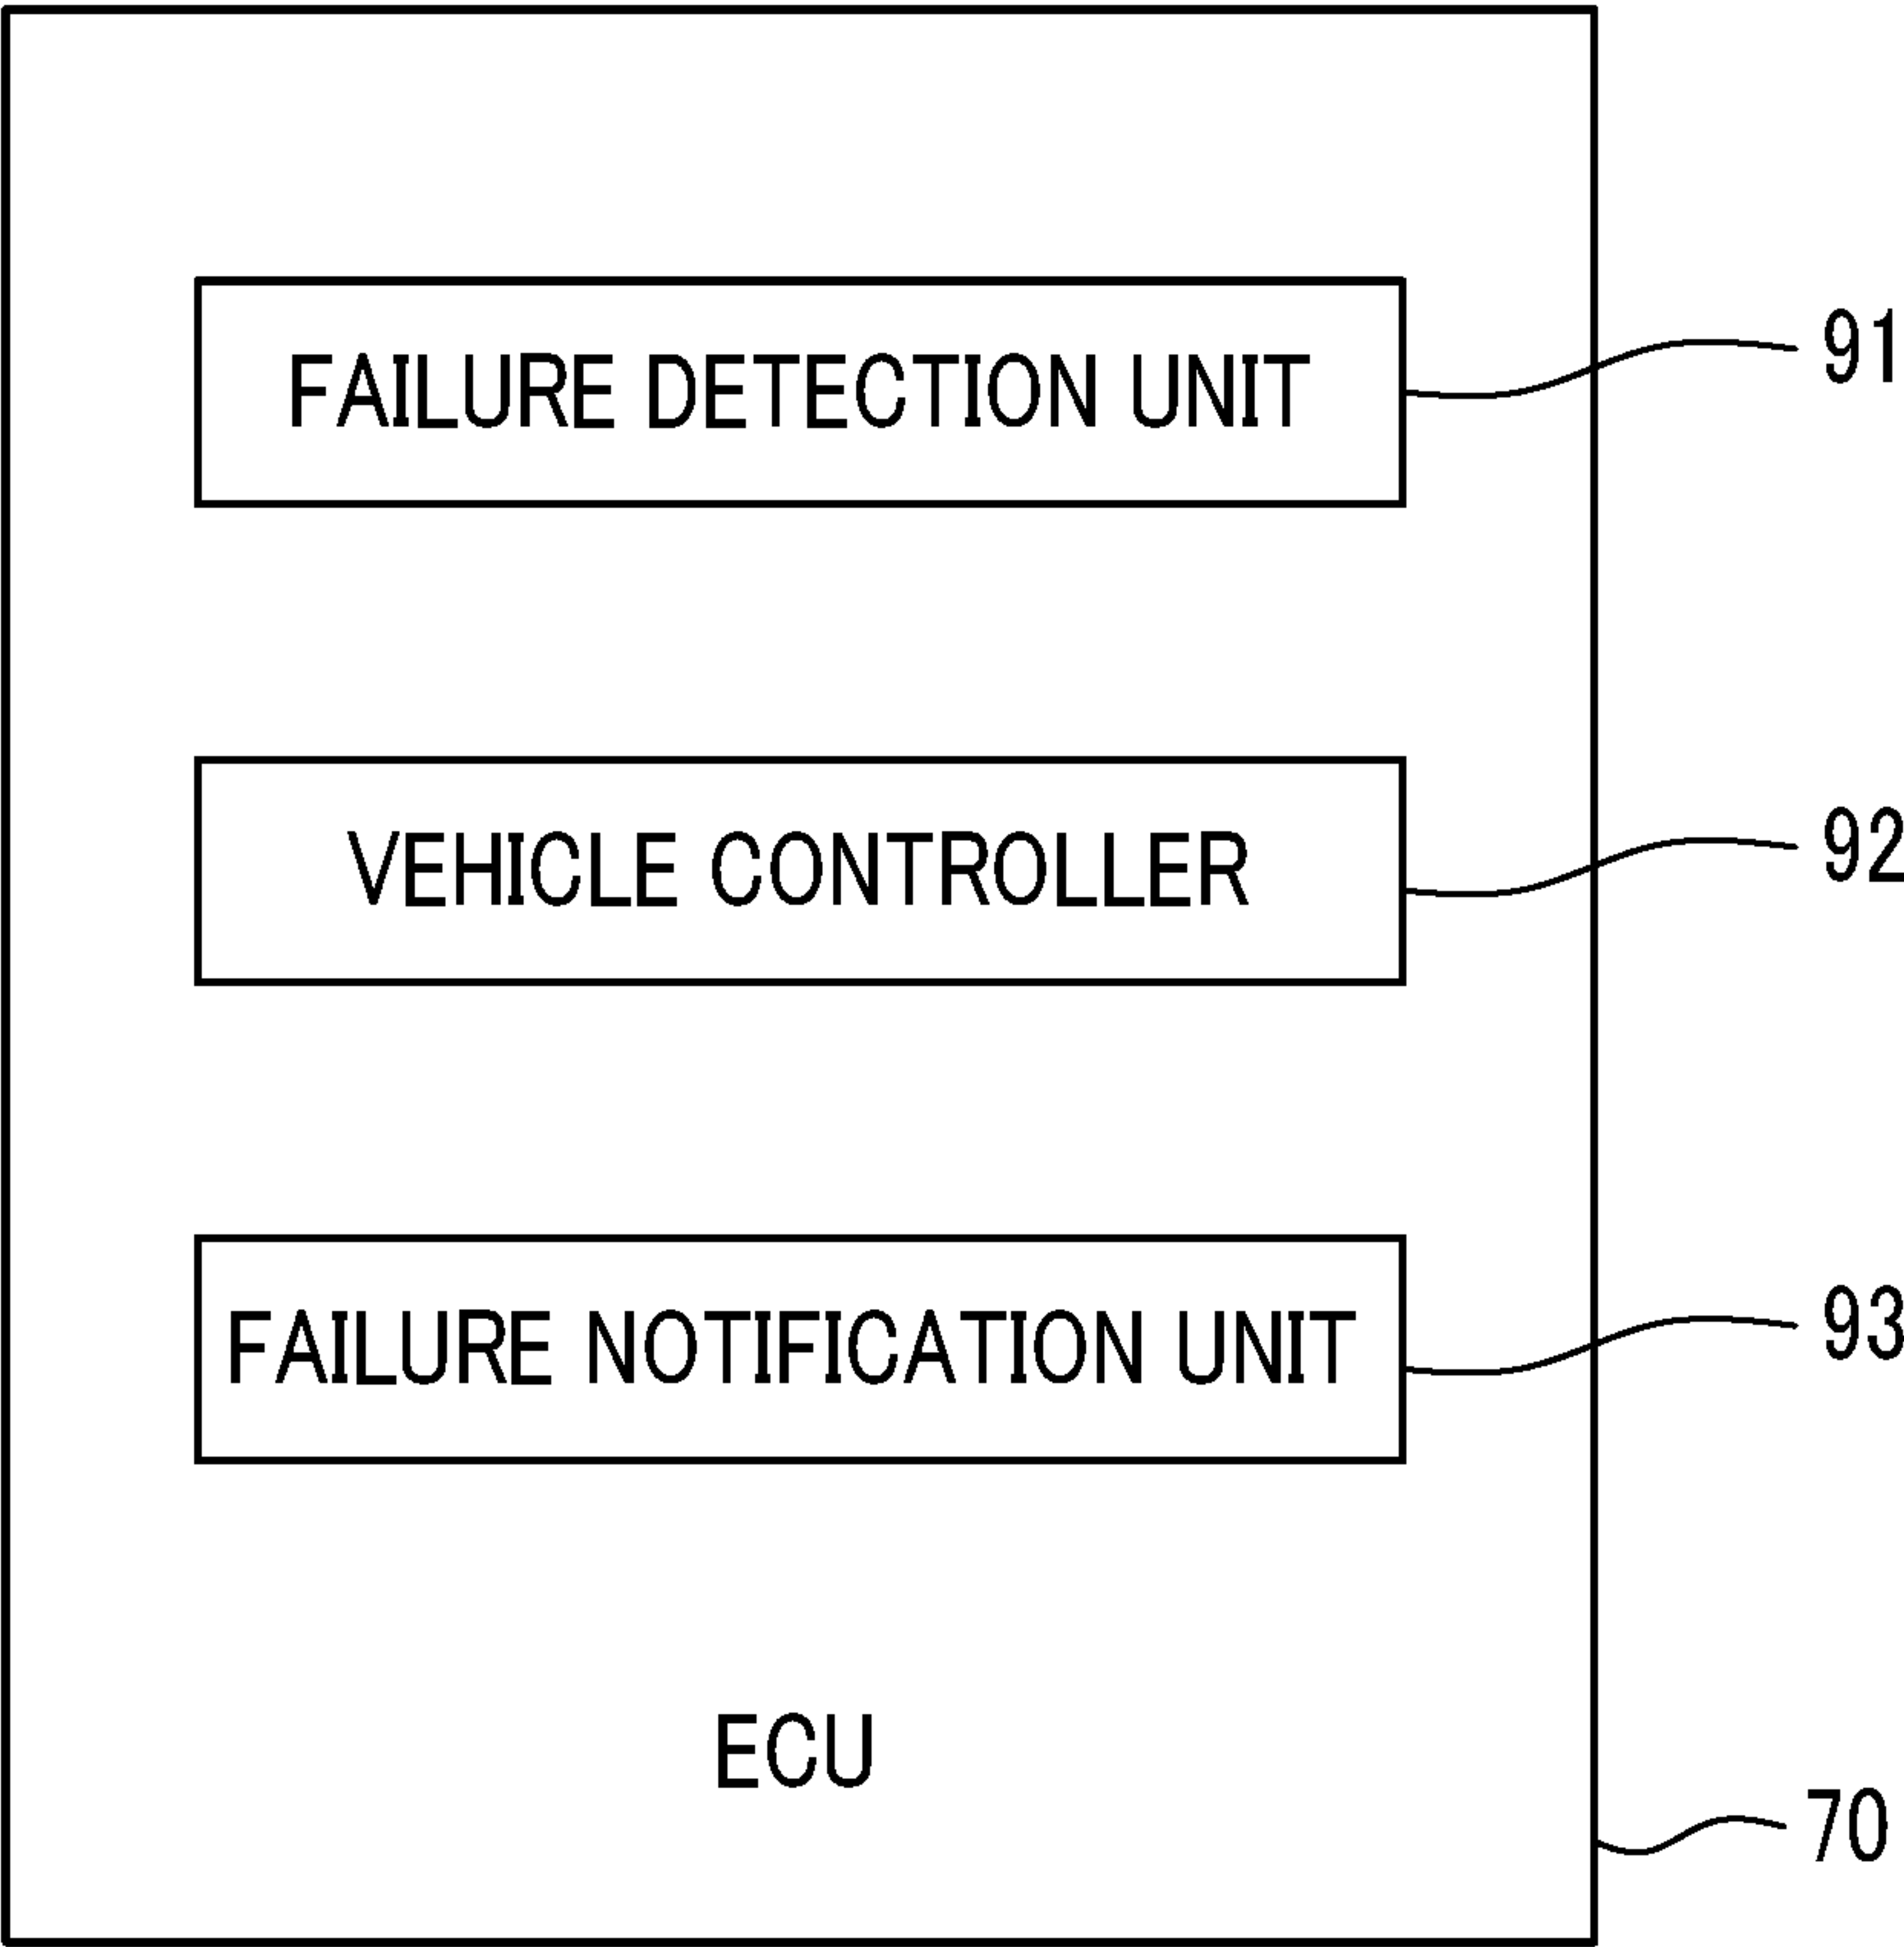 FAILURE DETECTION UNIT
91
VEHICLE CONTROLLER
92
FAILURE NOTIFICATION UNIT
93
ECU
70